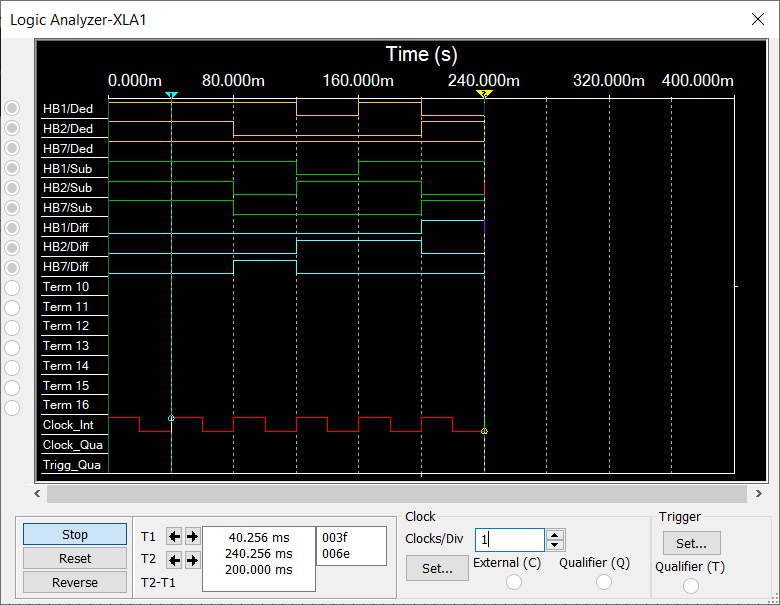 Logic Analyzer-XLA1
Time (s)
0.000m 80.000m 160.000m 240.000m 320.000m 400.000m
1 2
HB1/Ded
HB2/Ded
HB7/Ded
HB1/Sub
HB2/Sub
HB7/Sub
HB1/Diff
HB2/Diff
HB7/Diff
Term 10
Term 11
Term 12
Term 13
Term 14
Term 15
Term 16
Clock_Int
Clock_Qua
Trigg_Qua
Stop
Reset
Reverse
T1 40.256 ms 003f
T2 240.256 ms 006e
T2-T1 200.000 ms
Clock
Clocks/Div 1
Set... External (C) Qualifier (Q)
Trigger
Set...
Qualifier (T)